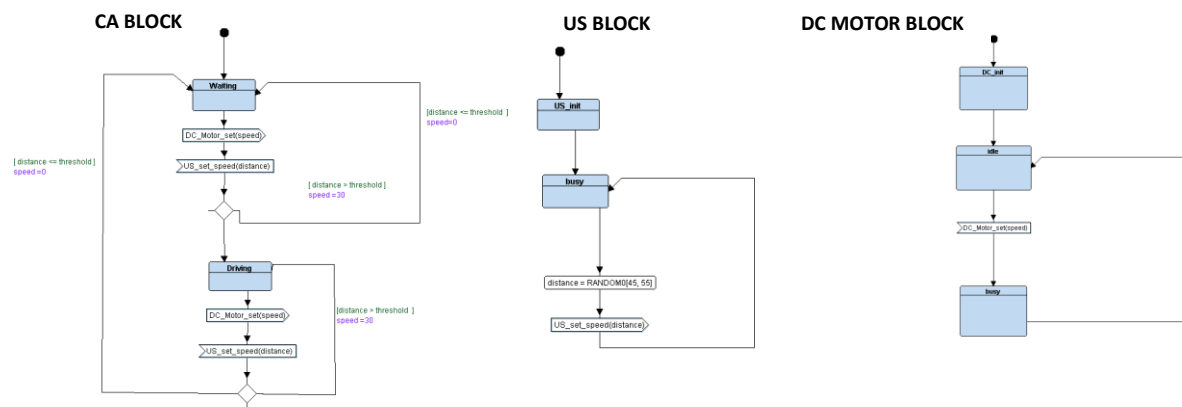 CA BLOCK
Waiting
DC_Motor_set(speed)
US_set_speed(distance)
[distance <= threshold ]
speed=0
[ distance <= threshold ]
speed =0
[ distance > threshold ]
speed =30
Driving
DC_Motor_set(speed)
US_set_speed(distance)
[distance > threshold ]
speed =30
US BLOCK
US_init
busy
distance = RANDOM0[45, 55]
US_set_speed(distance)
DC MOTOR BLOCK
DC_init
idle
DC_Motor_set(speed)
busy